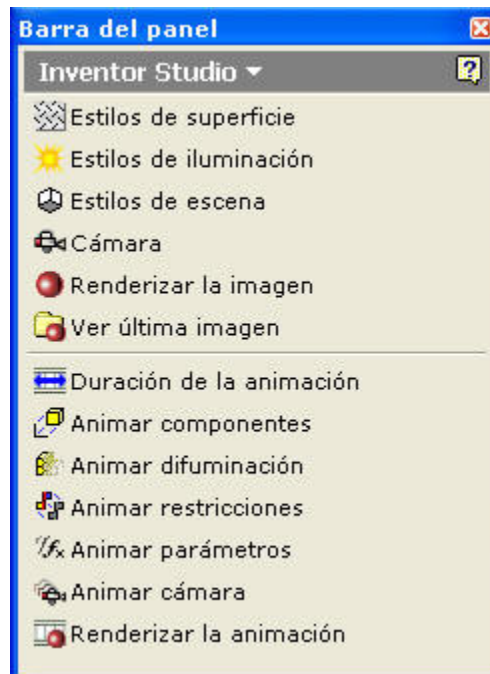 Barra del panel
Inventor Studio
Estilos de superficie
Estilos de iluminación
Estilos de escena
Cámara
Renderizar la imagen
Ver última imagen
Duración de la animación
Animar componentes
Animar difuminación
Animar restricciones
Animar parámetros
Animar cámara
Renderizar la animación